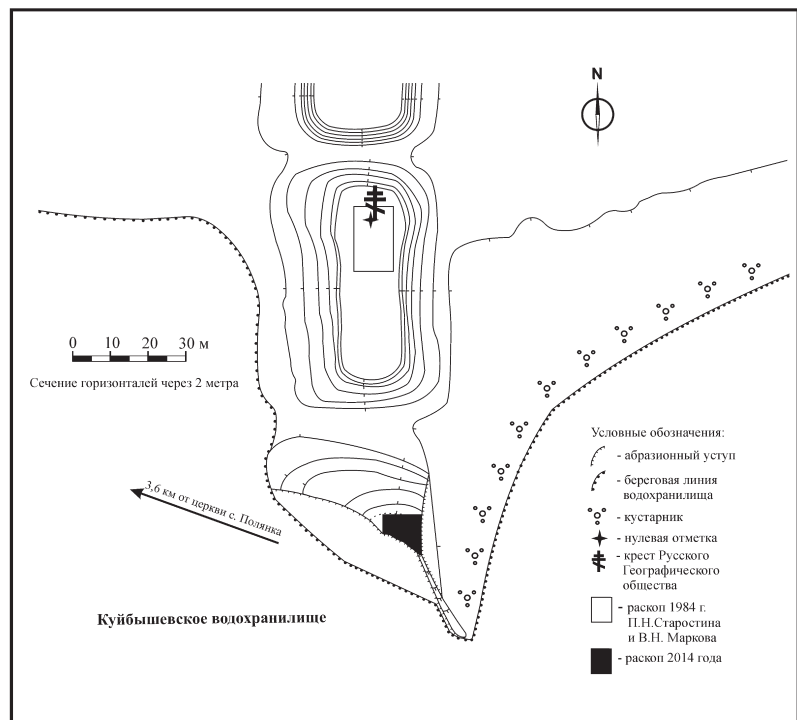 N
0 10 20 30 м
Сечение горизонталей через 2 метра
3,6 км от церкви с. Полянка
Куйбышевское водохранилище
Условные обозначения:
- абразионный уступ
- береговая линия
водохранилища
- кустарник
- нулевая отметка
- крест Русского
Географического
общества
- раскоп 1984 г.
П.Н.Старостина
и В.Н. Маркова
- раскоп 2014 года